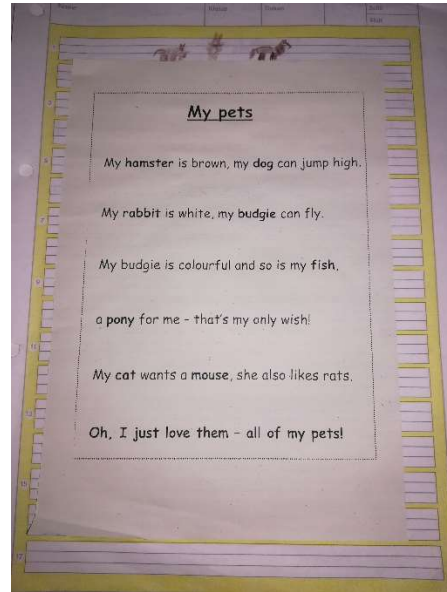 Klasse
Datum
My pets
My hamster is brown, my dog can jump high.
My rabbit is white, my budgie can fly.
My budgie is colourful and so is my fish,
a pony for me - that's my only wish!
My cat wants a mouse, she also likes rats.
Oh, I just love them - all of my pets!